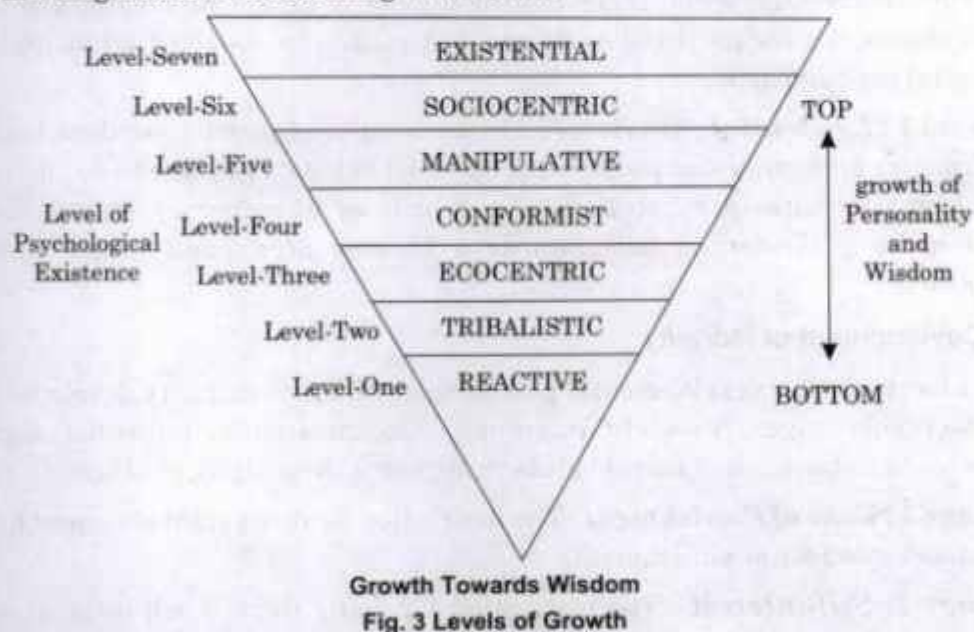 Level-Seven EXISTENTIAL
Level-Six SOCIOCENTRIC TOP
Level-Five MANIPULATIVE
Level of
Psychological
Existence
Level-Four CONFORMIST
growth of
Personality
and
Wisdom
Level-Three ECOCENTRIC
Level-Two TRIBALISTIC
Level-One REACTIVE
BOTTOM
Growth Towards Wisdom
Fig. 3 Levels of Growth